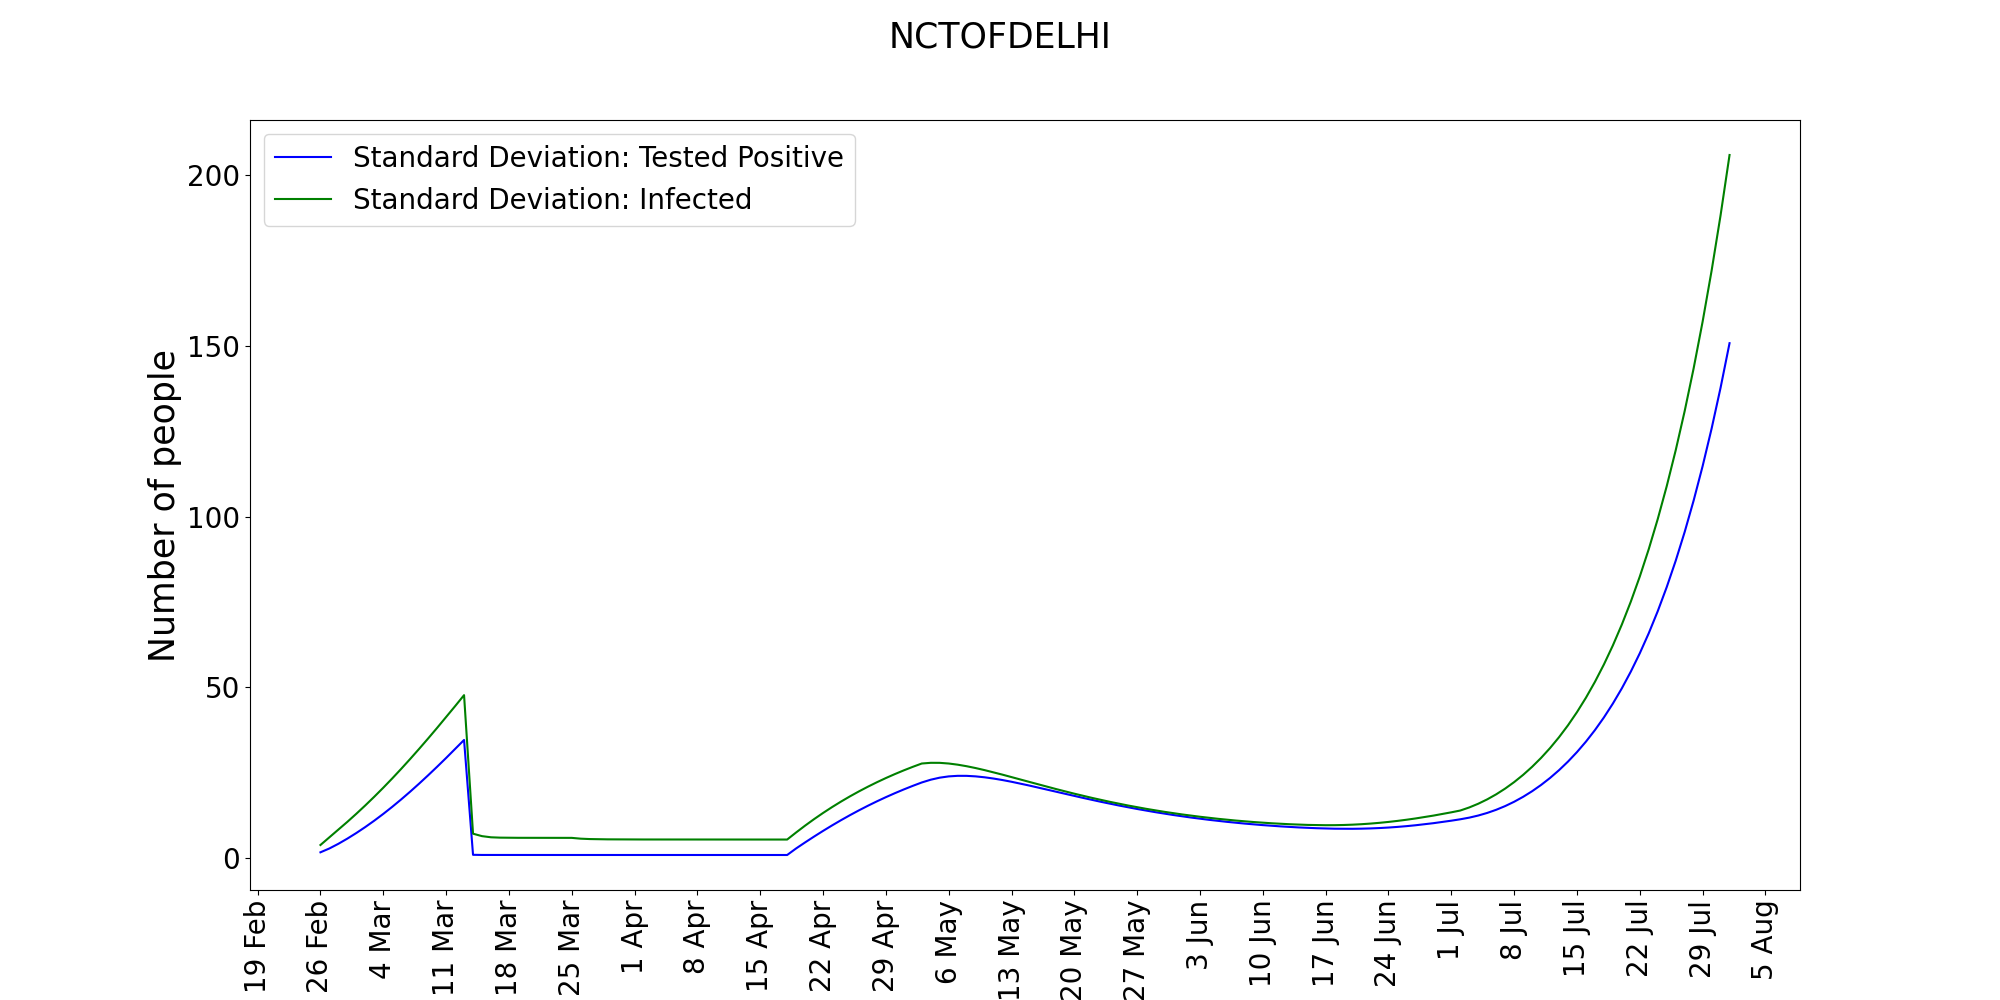 NCTOFDELHI
Standard Deviation: Tested Positive
Standard Deviation: Infected
Number of people
200
150
100
50
0
19 Feb
26 Feb
4 Mar
11 Mar
18 Mar
25 Mar
1 Apr
8 Apr
15 Apr
22 Apr
29 Apr
6 May
13 May
20 May
27 May
3 Jun
10 Jun
17 Jun
24 Jun
1 Jul
8 Jul
15 Jul
22 Jul
29 Jul
5 Aug